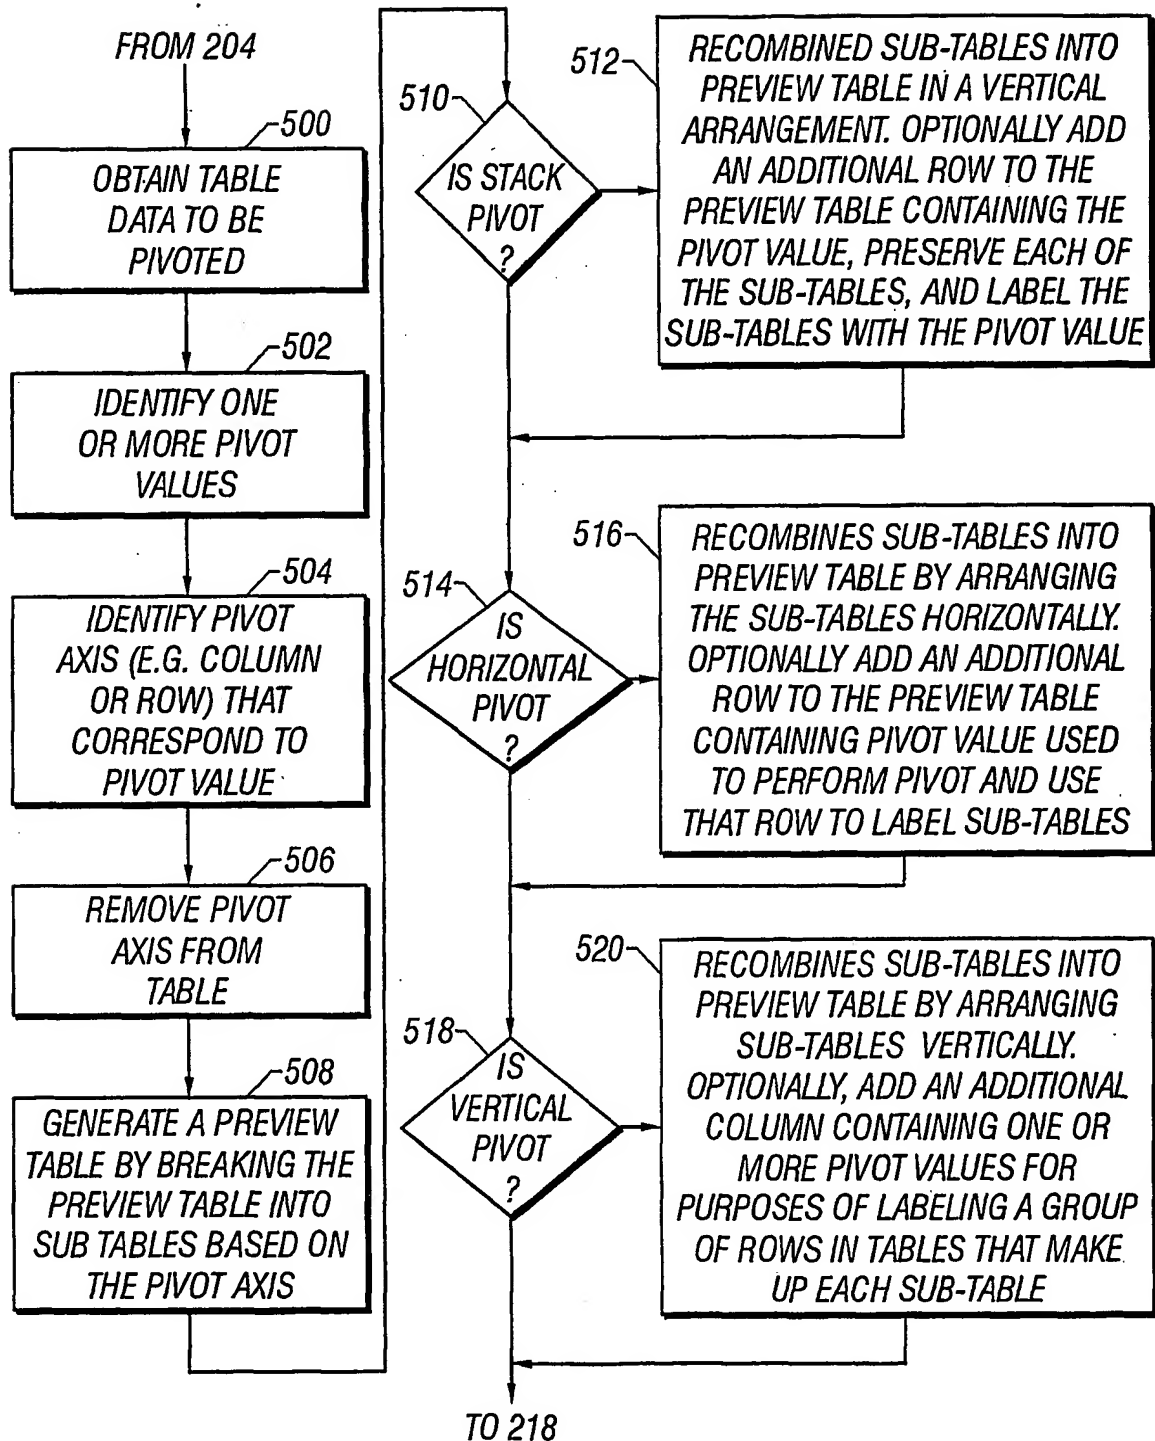 FROM 204
500
OBTAIN TABLE
DATA TO BE
PIVOTED
502
IDENTIFY ONE
OR MORE PIVOT
VALUES
504
IDENTIFY PIVOT
AXIS (E.G. COLUMN
OR ROW) THAT
CORRESPOND TO
PIVOT VALUE
506
REMOVE PIVOT
AXIS FROM
TABLE
508
GENERATE A PREVIEW
TABLE BY BREAKING THE
PREVIEW TABLE INTO
SUB TABLES BASED ON
THE PIVOT AXIS
510
IS STACK
PIVOT
?
512
RECOMBINED SUB-TABLES INTO
PREVIEW TABLE IN A VERTICAL
ARRANGEMENT. OPTIONALLY ADD
AN ADDITIONAL ROW TO THE
PREVIEW TABLE CONTAINING THE
PIVOT VALUE, PRESERVE EACH OF
THE SUB-TABLES, AND LABEL THE
SUB-TABLES WITH THE PIVOT VALUE
514
IS
HORIZONTAL
PIVOT
?
516
RECOMBINES SUB-TABLES INTO
PREVIEW TABLE BY ARRANGING
THE SUB-TABLES HORIZONTALLY.
OPTIONALLY ADD AN ADDITIONAL
ROW TO THE PREVIEW TABLE
CONTAINING PIVOT VALUE USED
TO PERFORM PIVOT AND USE
THAT ROW TO LABEL SUB-TABLES
518
IS
VERTICAL
PIVOT
?
520
RECOMBINES SUB-TABLES INTO
PREVIEW TABLE BY ARRANGING
SUB-TABLES VERTICALLY.
OPTIONALLY, ADD AN ADDITIONAL
COLUMN CONTAINING ONE OR
MORE PIVOT VALUES FOR
PURPOSES OF LABELING A GROUP
OF ROWS IN TABLES THAT MAKE
UP EACH SUB-TABLE
TO 218